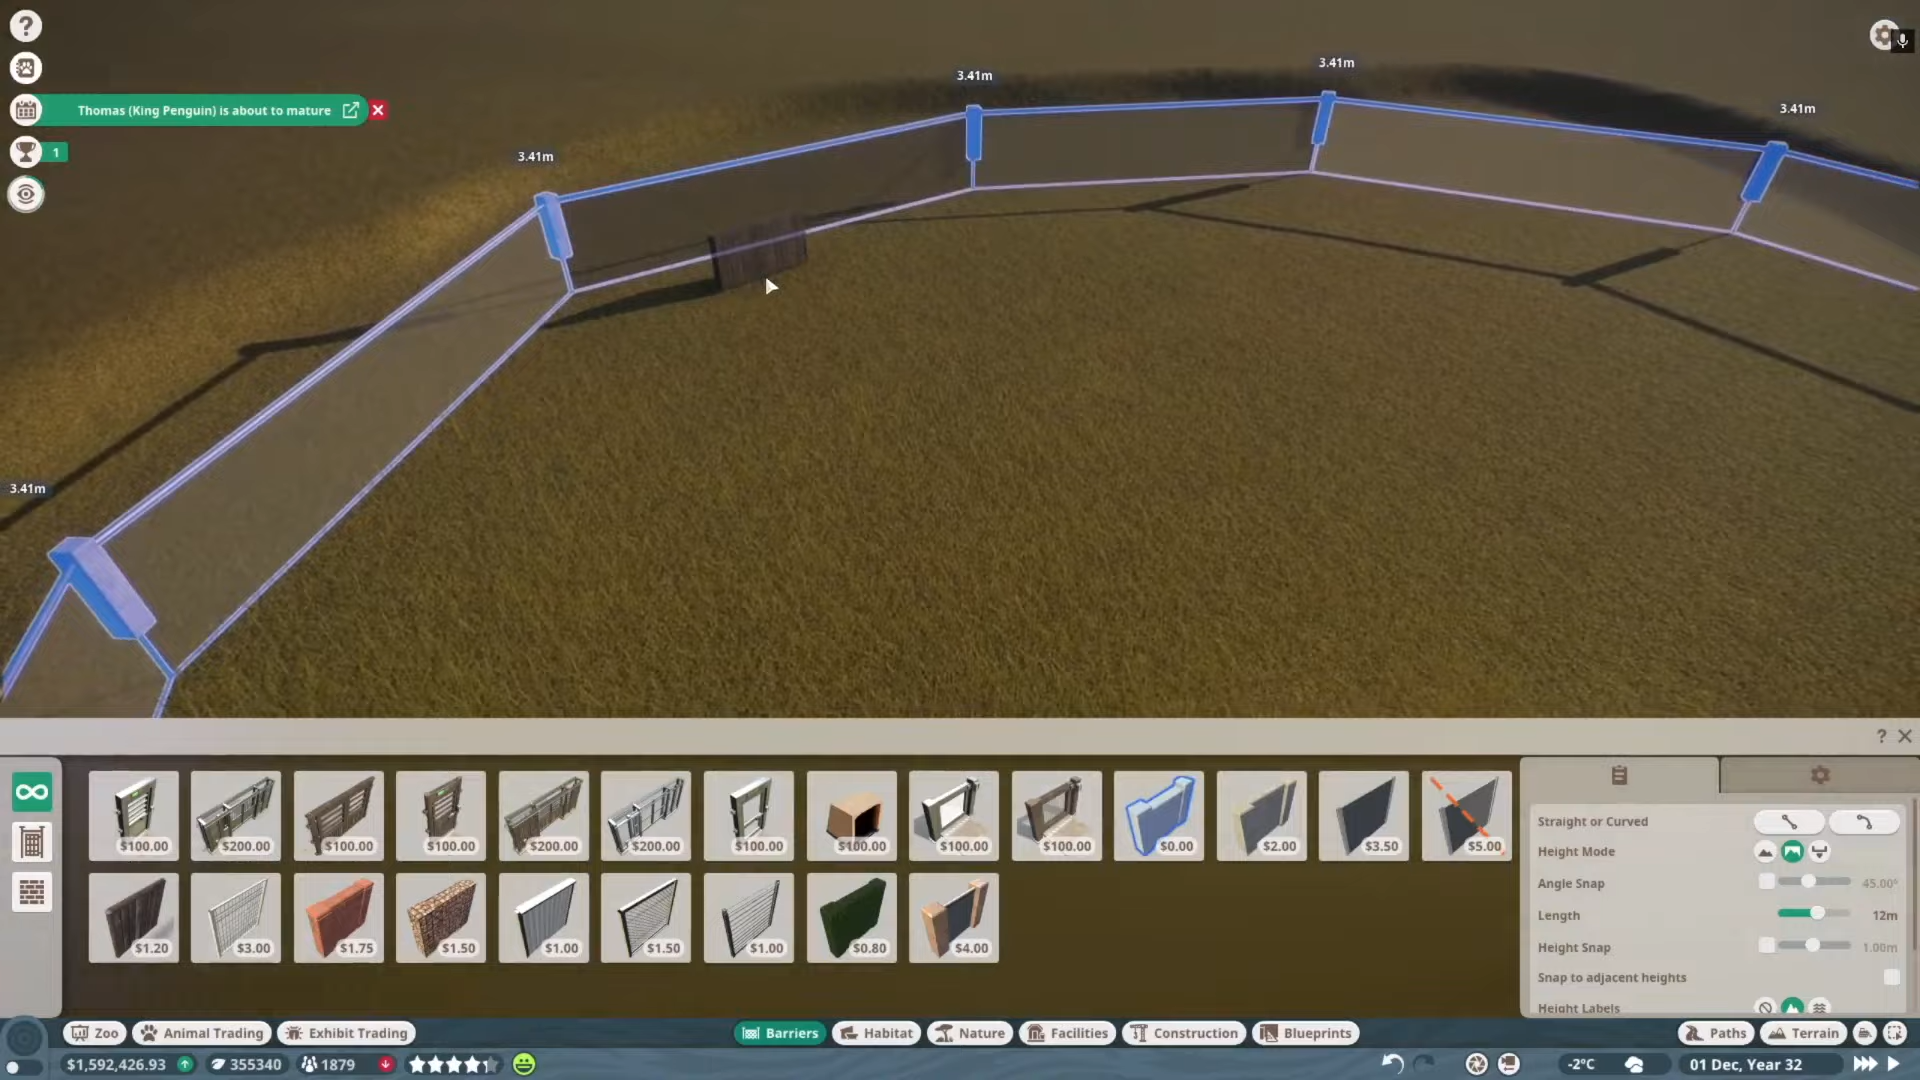 ?
3.41m
3.41m
3.41m
3.41m
3.41m
Thomas (King Penguin) is about to mature
1
?
$100.00 $200.00 $100.00 $100.00 $200.00 $200.00 $100.00 $100.00 $100.00 $100.00 $0.00 $2.00 $3.50 $5.00
$1.20 $3.00 $1.75 $1.50 $1.00 $1.50 $1.00 $0.80 $4.00
Straight or Curved
Height Mode
Angle Snap 45.00°
Length 12m
Height Snap 1.00m
Snap to adjacent heights
Height Labels
Zoo Animal Trading Exhibit Trading Barriers Habitat Nature Facilities Construction Blueprints Paths Terrain
$1,592,426.93 355340 1879 -2°C 01 Dec, Year 32